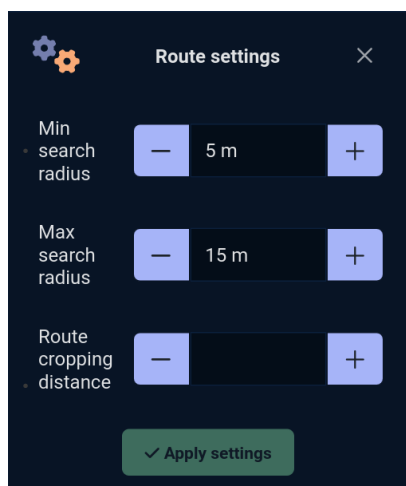 Route settings
Min
search
radius
5 m
Max
search
radius
15 m
Route
cropping
distance
Apply settings